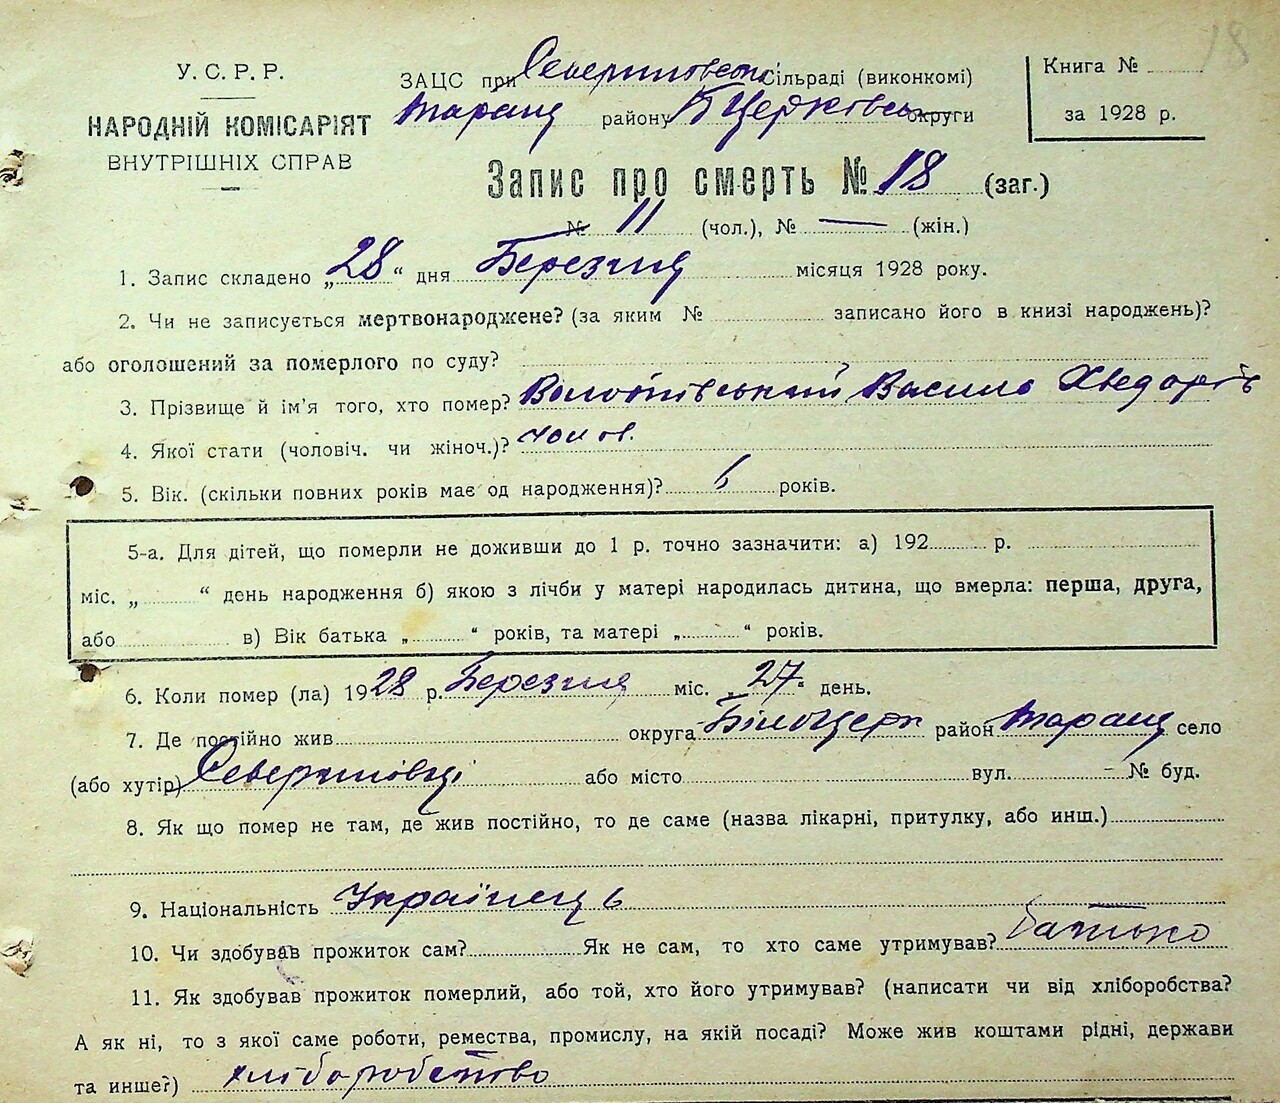 18
У. С. Р. Р.
НАРОДНІЙ КОМІСАРІЯТ
ВНУТРІШНІХ СПРАВ
ЗАЦС при Севериновській Сільраді (виконкомі)
Таращ району Б Церківськ округи
Книга №
за 1928 р.
Запис про смерть № 18 (заг.)
№ 11 (чол.), № — (жін.)
1. Запис складено „28“ дня Березня місяця 1928 року.
2. Чи не записується мертвонароджене? (за яким № записано його в книзі народжень)?
або оголошений за померлого по суду?
3. Прізвище й ім'я того, хто помер? Василь Хведорів
4. Якої стати (чоловіч. чи жіноч.)? чолов.
5. Вік. (скільки повних років має од народження)? років.
5-а. Для дітей, що померли не доживши до 1 р. точно зазначити: а) 192 р.
міс. „ “ день народження б) якою з лічби у матері народилась дитина, що вмерла: перша, друга,
або в) Вік батька „ “ років, та матері „ “ років.
6. Коли помер (ла) 1928 р. Березня міс. „27“ день.
7. Де постійно жив округа Білоцерк район Таращ село
(або хутір) Северинівці або місто вул. – № буд.
8. Як що помер не там, де жив постійно, то де саме (назва лікарні, притулку, або инш.)
9. Національність Українець
10. Чи здобував прожиток сам? Як не сам, то хто саме утримував? батько
11. Як здобував прожиток померлий, або той, хто його утримував? (написати чи від хліборобства?
А як ні, то з якої саме роботи, ремества, промислу, на якій посаді? Може жив коштами рідні, держави
та инше?) хліборобство